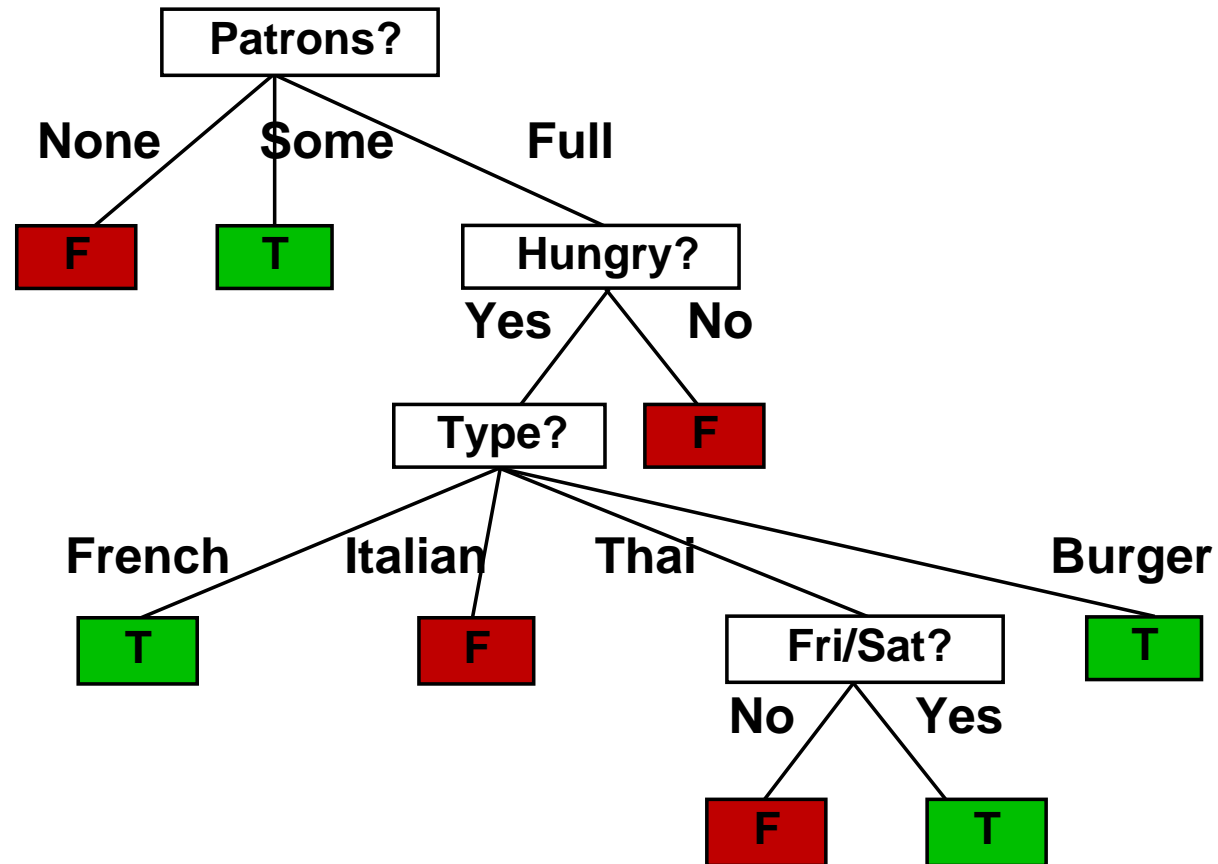 Patrons?
None Some Full
F T Hungry?
Yes No
Type? F
French Italian Thai Burger
T F Fri/Sat? T
No Yes
F T